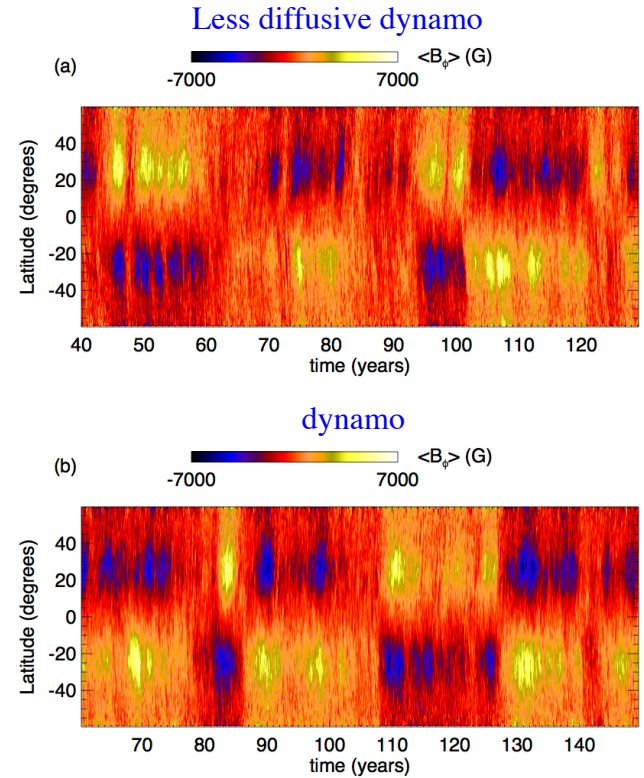 Less diffusive dynamo
(a)
<B_ϕ> (G)
-7000 7000
Latitude (degrees)
40
20
0
-20
-40
40 50 60 70 80 90 100 110 120
time (years)
dynamo
(b)
<B_ϕ> (G)
-7000 7000
Latitude (degrees)
40
20
0
-20
-40
70 80 90 100 110 120 130 140
time (years)